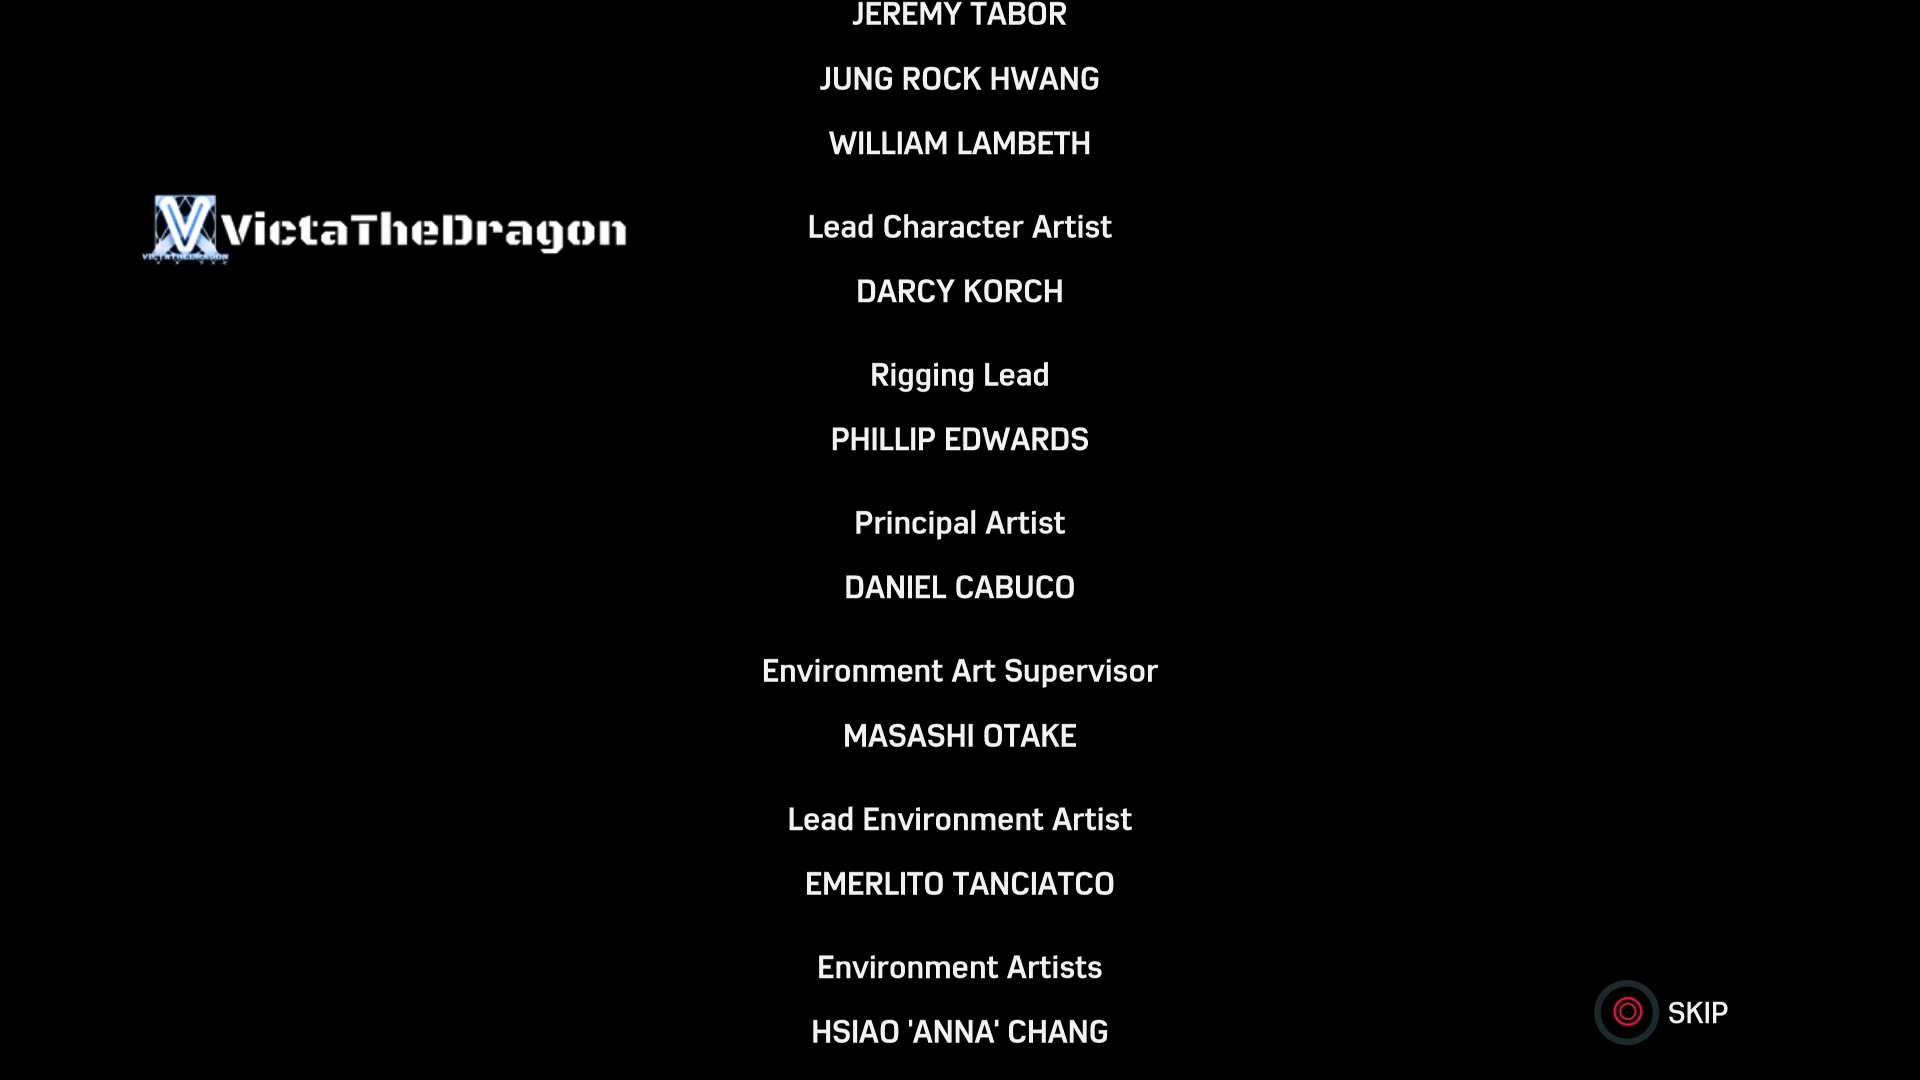 JEREMY TABOR
JUNG ROCK HWANG
WILLIAM LAMBETH
VictaTheDragon
VICTATHEDRAGON
Lead Character Artist
DARCY KORCH
Rigging Lead
PHILLIP EDWARDS
Principal Artist
DANIEL CABUCO
Environment Art Supervisor
MASASHI OTAKE
Lead Environment Artist
EMERLITO TANCIATCO
Environment Artists
HSIAO 'ANNA' CHANG
SKIP